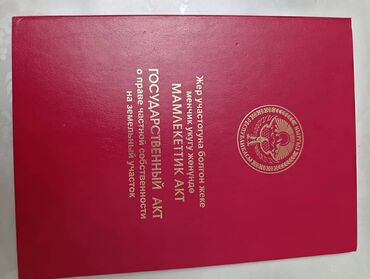 Жер участогуна болгон жеке
менчик укугу жөнүндө
МАМЛЕКЕТТИК АКТ
ГОСУДАРСТВЕННЫЙ АКТ
о праве частной собственности
на земельный участок